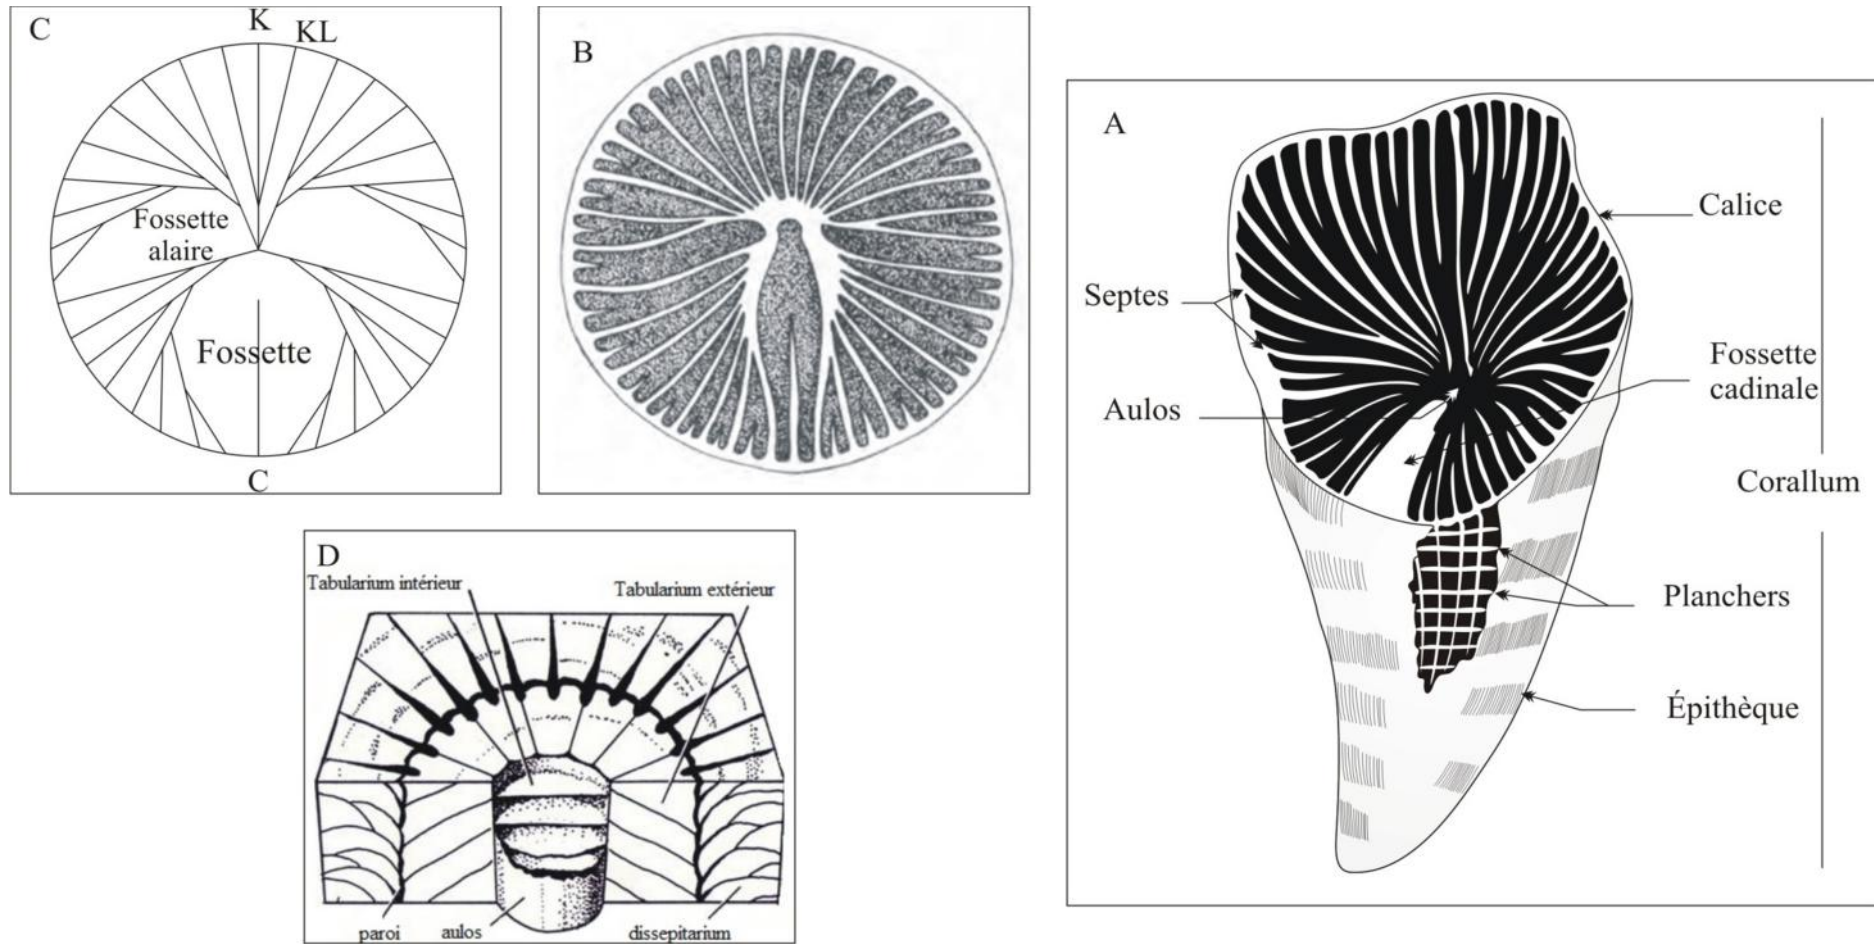 C
K
KL
Fossette
alaire
Fossette
C
B
A
Calice
Septes
Fossette
cadinale
Aulos
Corallum
Planchers
Épithèque
D
Tabularium intérieur
Tabularium extérieur
paroi
aulos
dissepitarium